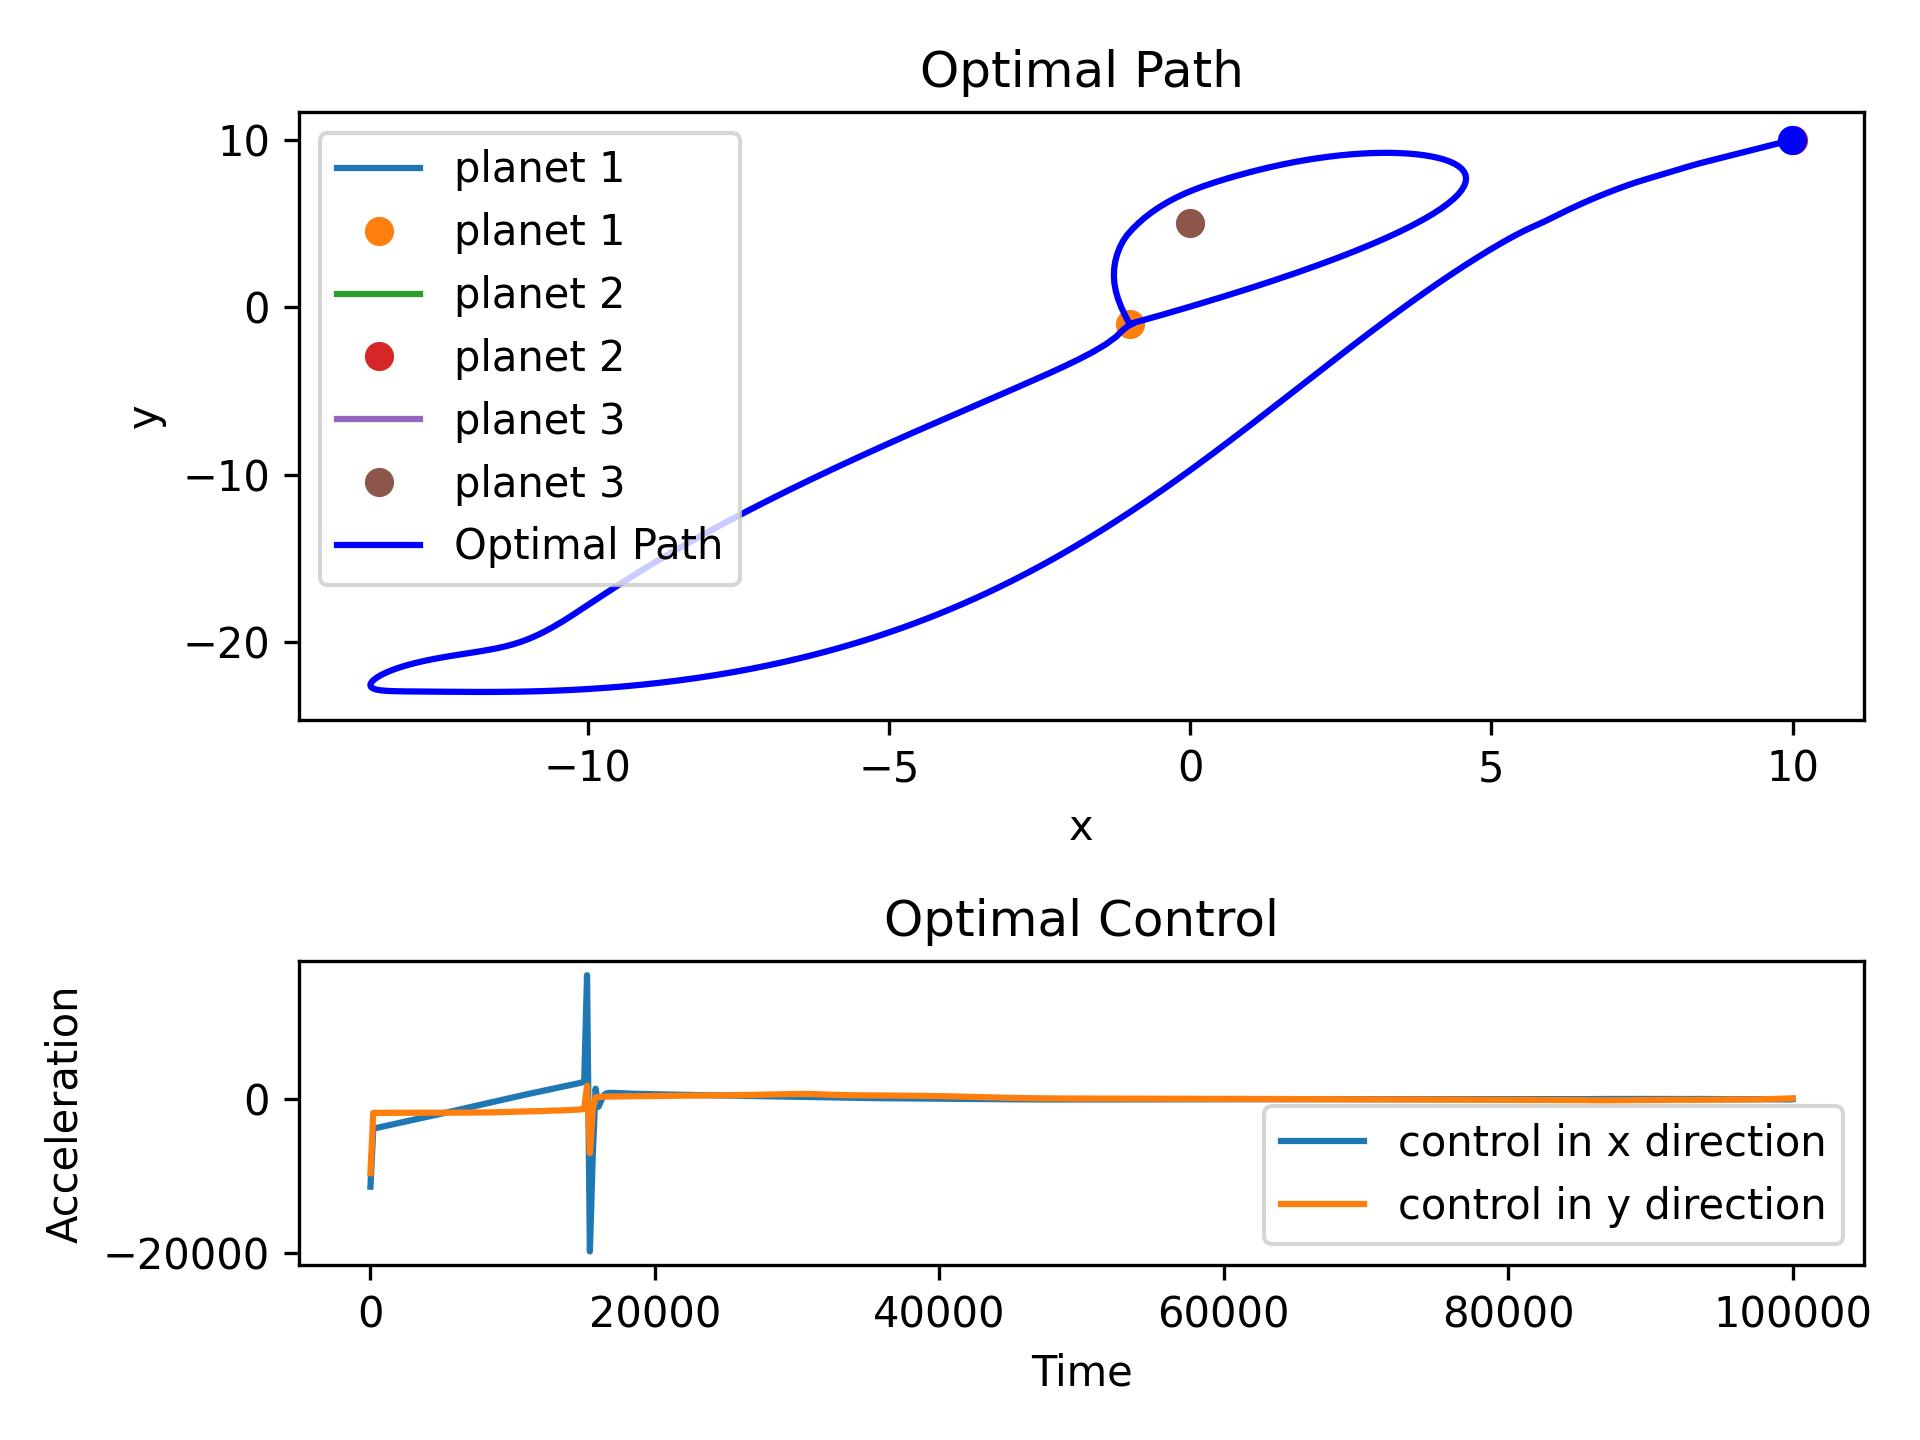 Optimal Path
planet 1
planet 1
planet 2
planet 2
planet 3
planet 3
Optimal Path
10
0
−10
−20
y
−10
−5
0
5
10
x
Optimal Control
0
−20000
Acceleration
control in x direction
control in y direction
0
20000
40000
60000
80000
100000
Time